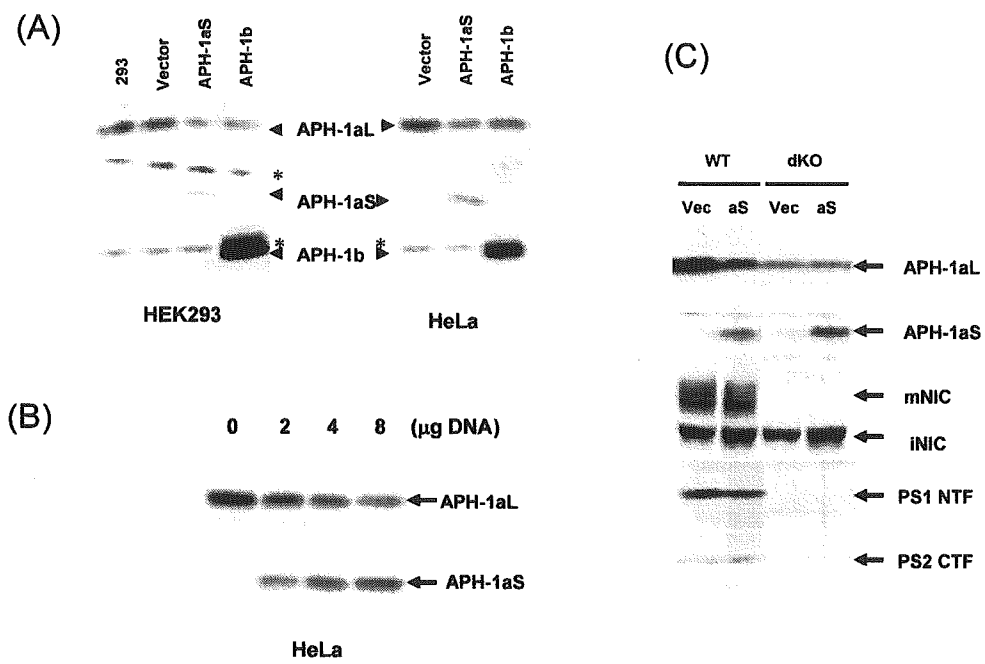 (A)
293
Vector
APH-1aS
APH-1b
Vector
APH-1aS
APH-1b
APH-1aL
*
APH-1aS
*
*
APH-1b
HEK293
HeLa
(B)
0 2 4 8 (µg DNA)
APH-1aL
APH-1aS
HeLa
(C)
WT dKO
Vec aS Vec aS
APH-1aL
APH-1aS
mNIC
iNIC
PS1 NTF
PS2 CTF